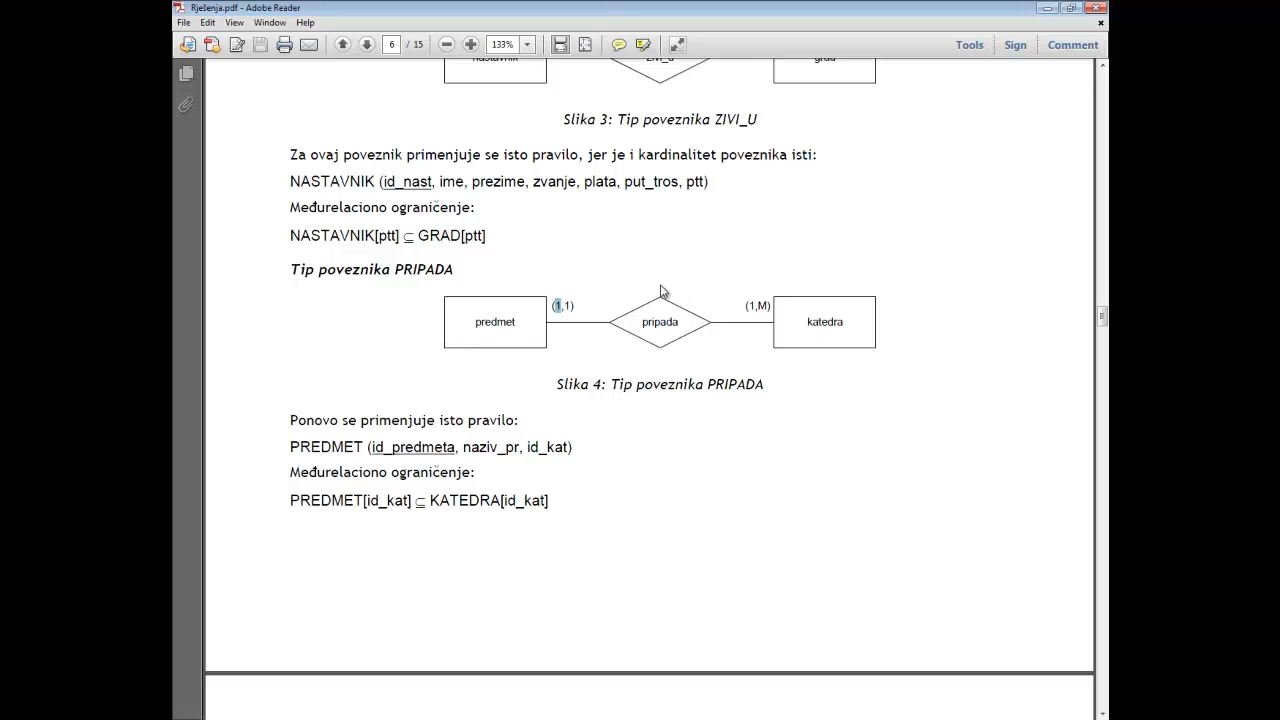 Rješenja.pdf - Adobe Reader
File Edit View Window Help
6 / 15 133% Tools Sign Comment
nastavnik ZIVI_U grad
Slika 3: Tip poveznika ZIVI_U
Za ovaj poveznik primenjuje se isto pravilo, jer je i kardinalitet poveznika isti:
NASTAVNIK (id_nast, ime, prezime, zvanje, plata, put_tros, ptt)
Međurelaciono ograničenje:
NASTAVNIK[ptt] ⊆ GRAD[ptt]
Tip poveznika PRIPADA
(1,1) (1,M)
predmet pripada katedra
Slika 4: Tip poveznika PRIPADA
Ponovo se primenjuje isto pravilo:
PREDMET (id_predmeta, naziv_pr, id_kat)
Međurelaciono ograničenje:
PREDMET[id_kat] ⊆ KATEDRA[id_kat]